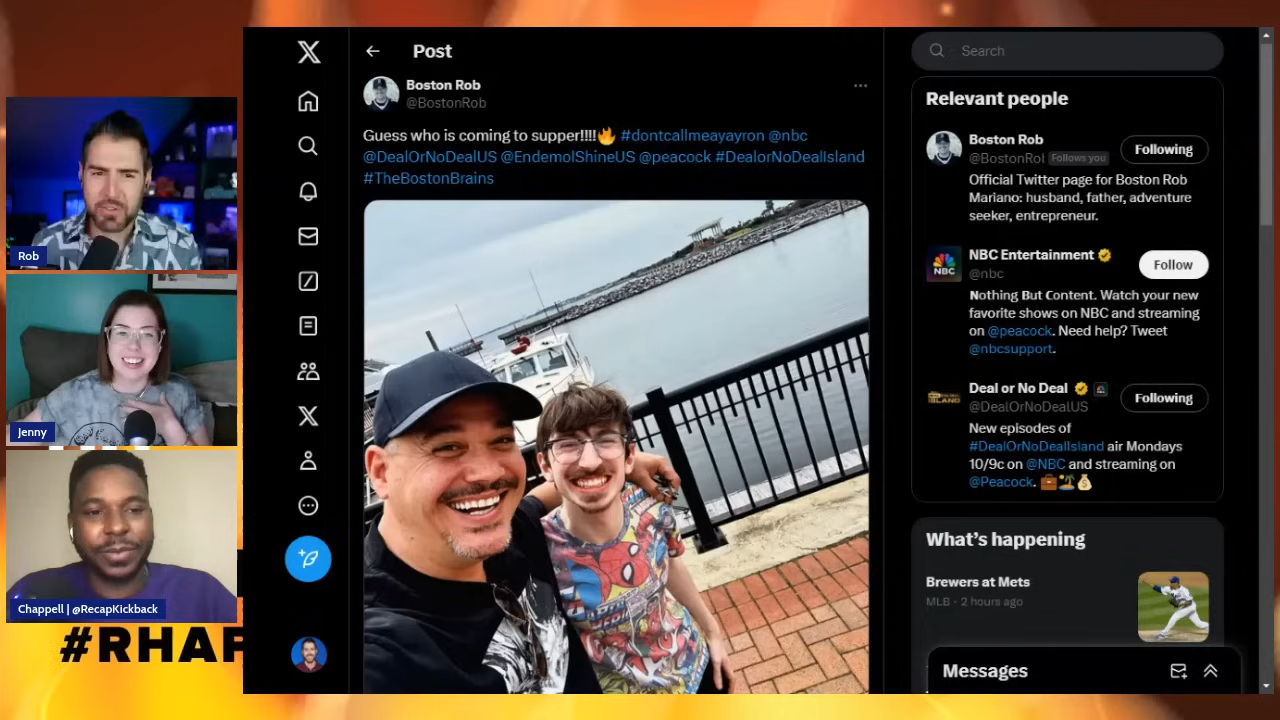 Rob
Jenny
Chappell | @RecapKickback
#RHAP
Post
Boston Rob
@BostonRob
Guess who is coming to supper!!!!🔥 #dontcallmeayayron @nbc
@DealOrNoDealUS @EndemolShineUS @peacock #DealorNoDealIsland
#TheBostonBrains
Search
Relevant people
Boston Rob
@BostonRol Follows you
Following
Official Twitter page for Boston Rob
Mariano: husband, father, adventure
seeker, entrepreneur.
NBC Entertainment
@nbc
Follow
NBC
Nothing But Content. Watch your new
favorite shows on NBC and streaming
on @peacock. Need help? Tweet
@nbcsupport.
Deal or No Deal
@DealOrNoDealUS
Following
New episodes of
#DealOrNoDealIsland air Mondays
10/9c on @NBC and streaming on
@Peacock. 💼🏝️💰
What's happening
Brewers at Mets
MLB · 2 hours ago
Messages